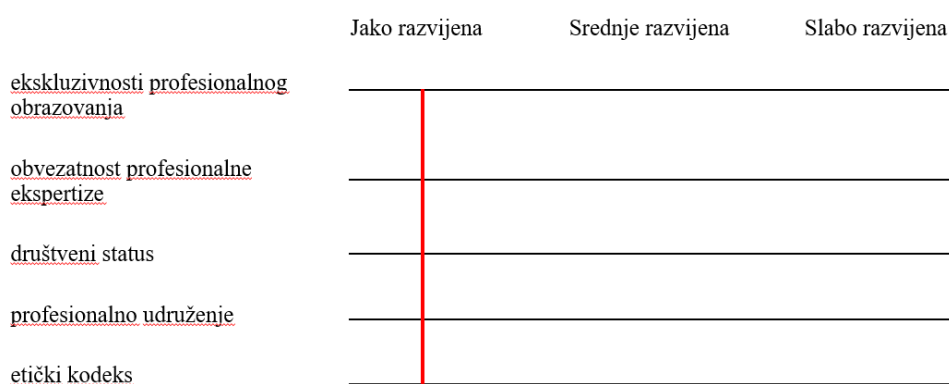 Jako razvijena Srednje razvijena Slabo razvijena
ekskluzivnosti profesionalnog
obrazovanja
obvezatnost profesionalne
ekspertize
društveni status
profesionalno udruženje
etički kodeks